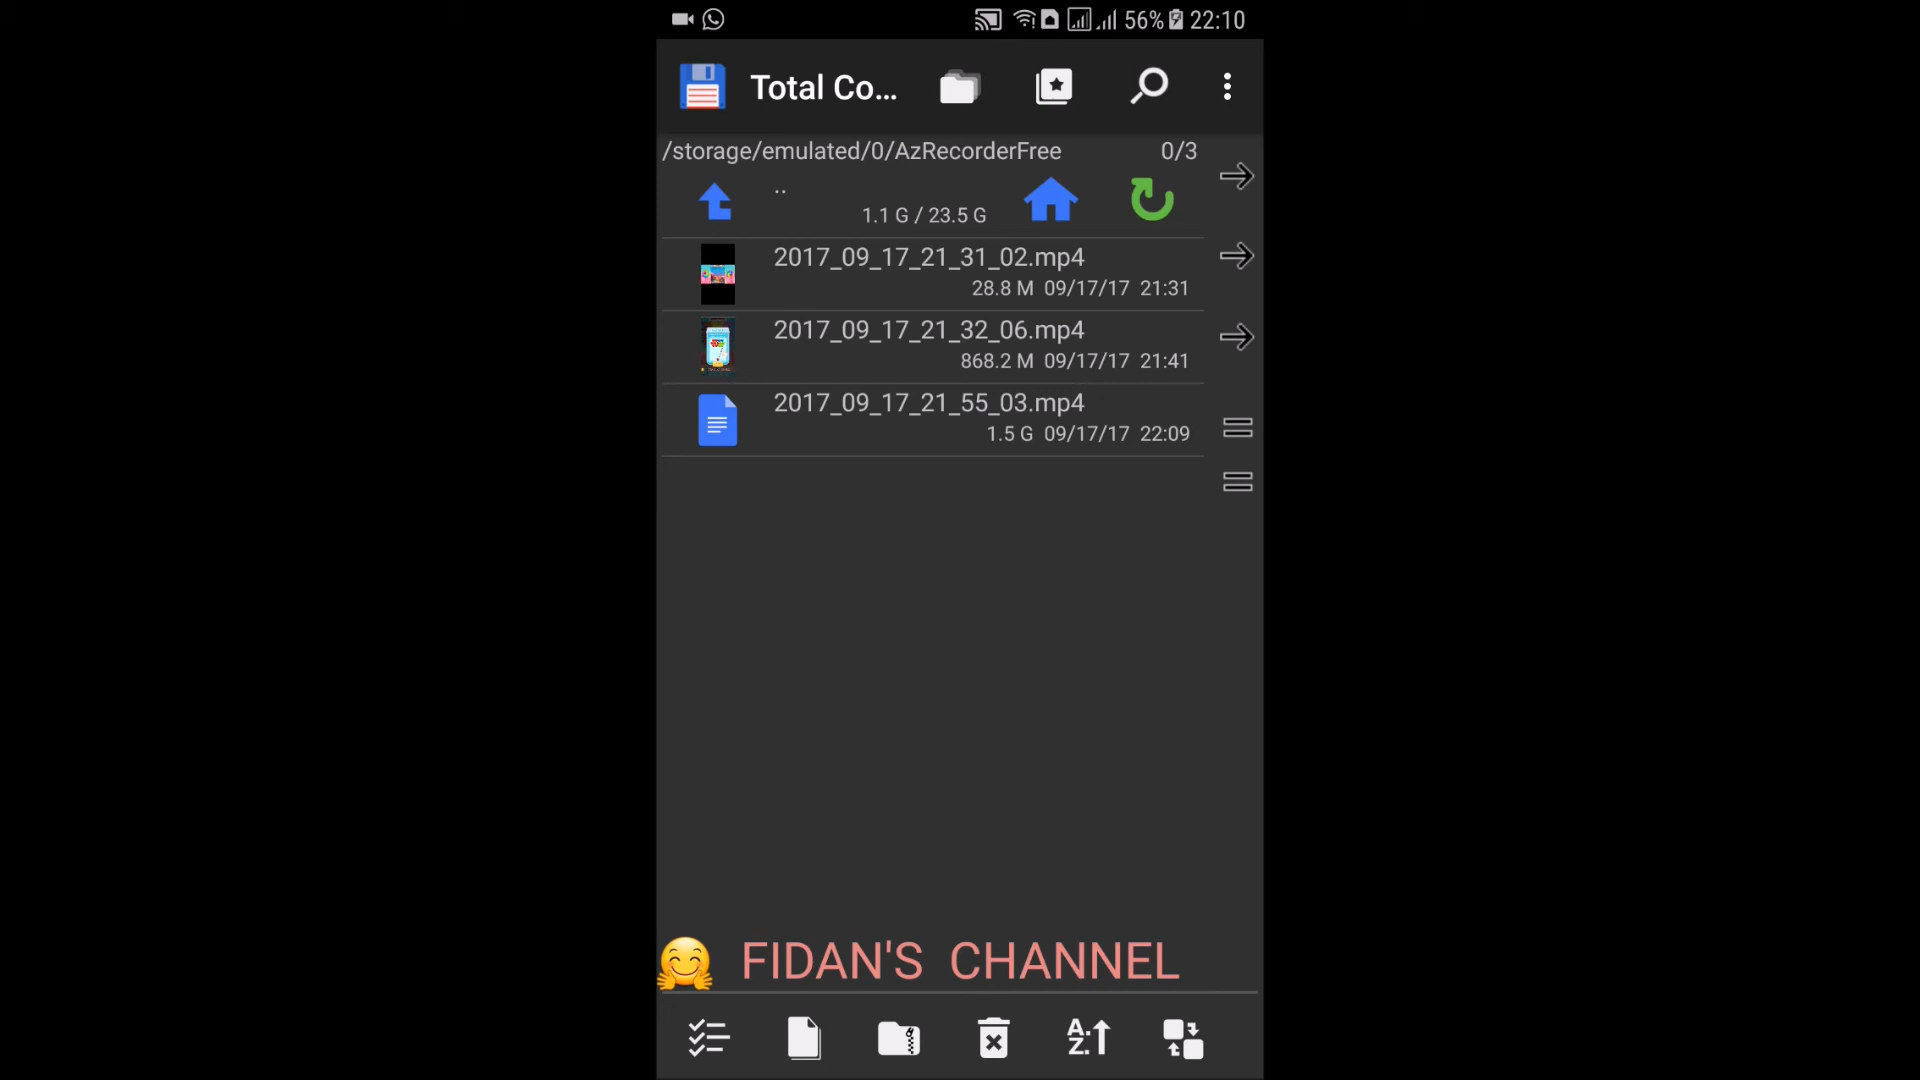 56% 22:10
Total Co...
/storage/emulated/0/AzRecorderFree 0/3
..
1.1 G / 23.5 G
2017_09_17_21_31_02.mp4
28.8 M 09/17/17 21:31
2017_09_17_21_32_06.mp4
868.2 M 09/17/17 21:41
2017_09_17_21_55_03.mp4
1.5 G 09/17/17 22:09
FIDAN'S CHANNEL
A.
Z.